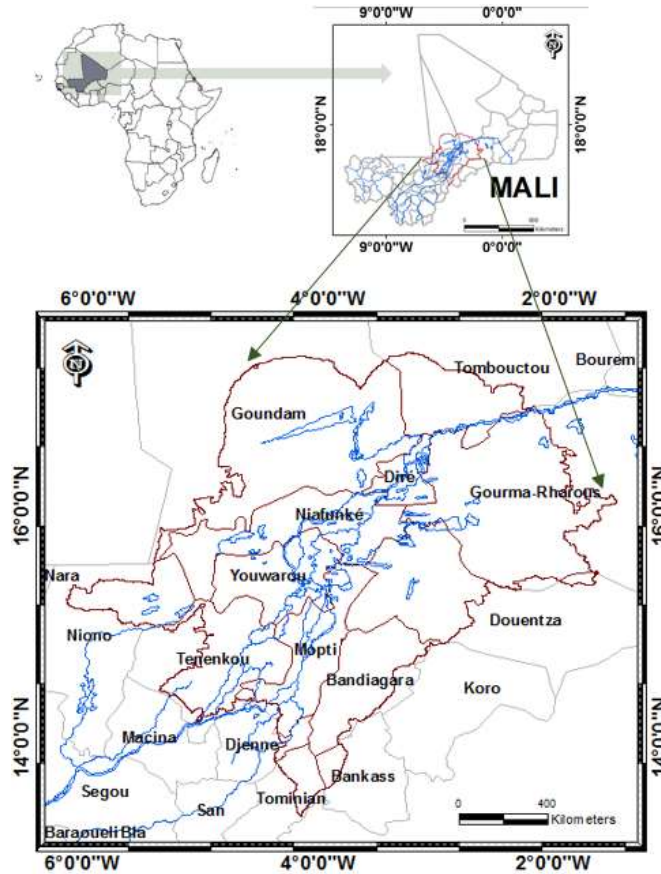 9°0'0"W 0°0'0"
N
18°0'0"N 18°0'0"N
MALI
Kilometers
9°0'0"W 0°0'0"
6°0'0"W 4°0'0"W 2°0'0"W
N
Tombouctou
Bourem
Goundam
Diré
Gourma-Rharous
16°0'0"N 16°0'0"N
Niafunké
Youwarou
Nara
Douentza
Niono
Mopti
Tenenkou
Bandiagara
Koro
14°0'0"N 14°0'0"N
Macina
Djenne
Bankass
Segou
Tominian
San
0 400
Kilometers
Baraoueli Bla
6°0'0"W 4°0'0"W 2°0'0"W